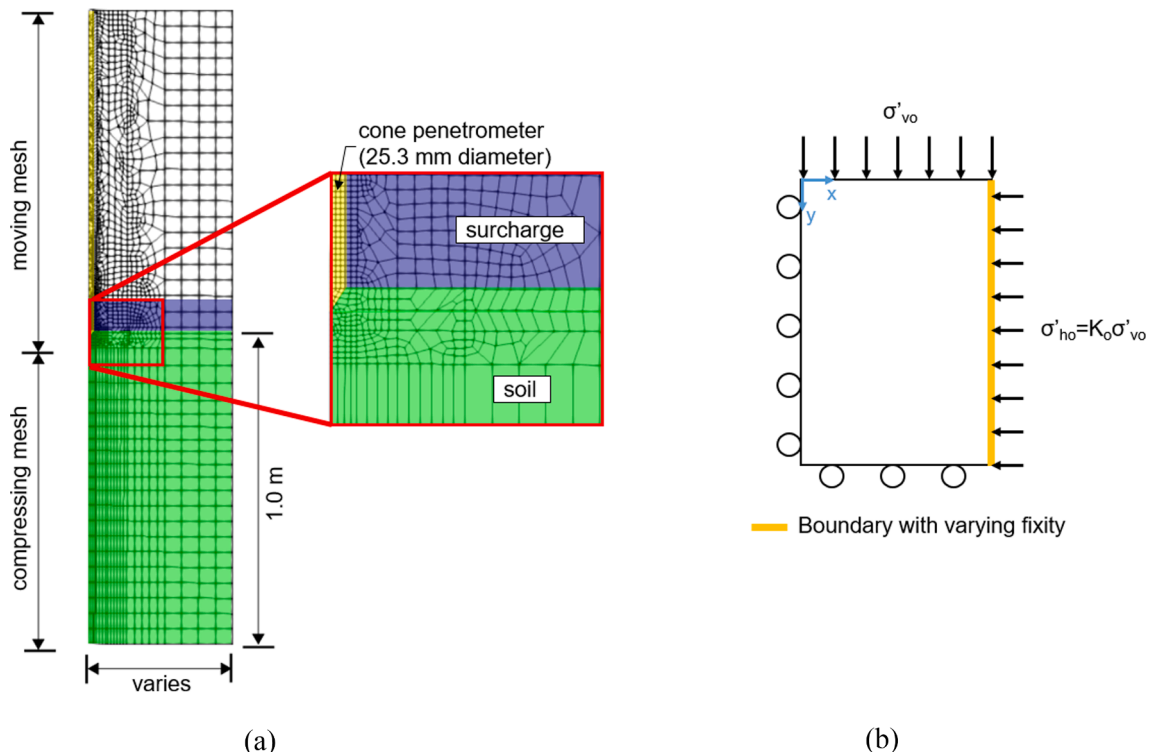 moving mesh
compressing mesh
cone penetrometer
(25.3 mm diameter)
surcharge
soil
1.0 m
varies
(a)
σ'vo
x
y
σ'ho=Koσ'vo
Boundary with varying fixity
(b)